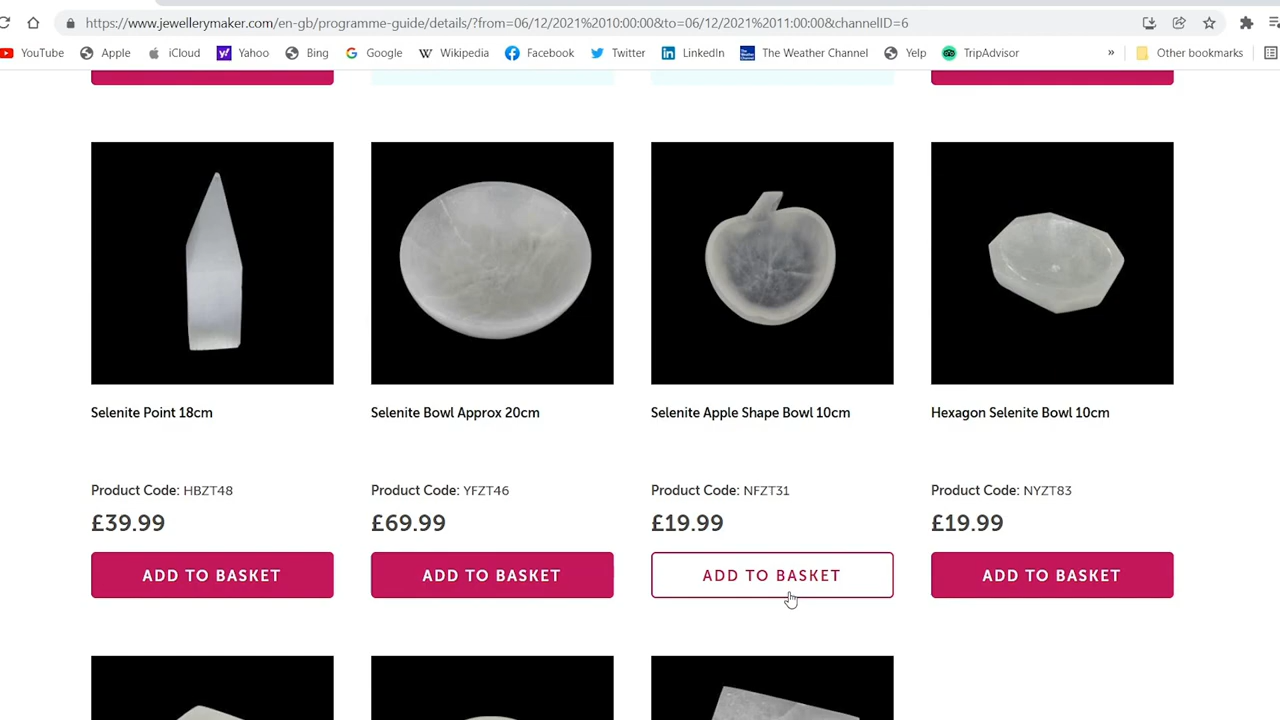 https://www.jewellerymaker.com/en-gb/programme-guide/details/?from=06/12/2021%2010:00:00&to=06/12/2021%2011:00:00&channelID=6
YouTube Apple iCloud Yahoo Bing Google Wikipedia Facebook Twitter LinkedIn The Weather Channel Yelp TripAdvisor » Other bookmarks
Selenite Point 18cm
Selenite Bowl Approx 20cm
Selenite Apple Shape Bowl 10cm
Hexagon Selenite Bowl 10cm
Product Code: HBZT48
Product Code: YFZT46
Product Code: NFZT31
Product Code: NYZT83
£39.99
£69.99
£19.99
£19.99
ADD TO BASKET
ADD TO BASKET
ADD TO BASKET
ADD TO BASKET